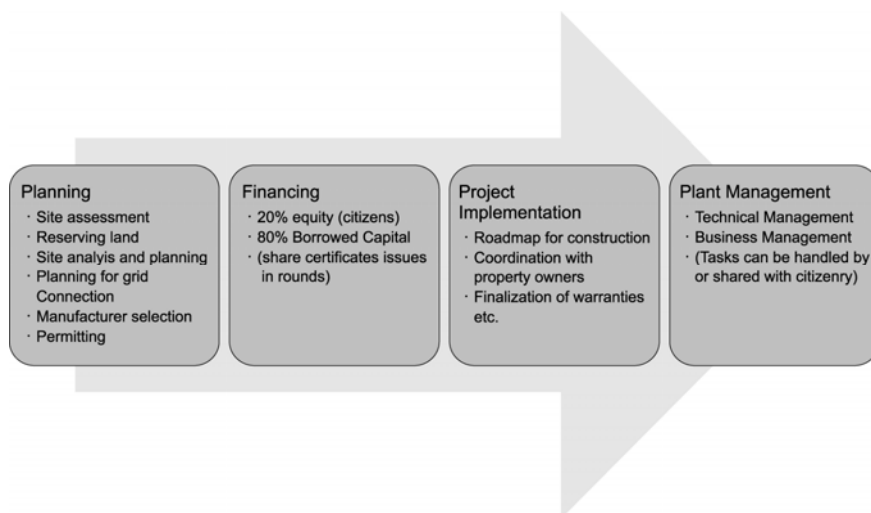 Planning
· Site assessment
· Reserving land
· Site analyis and planning
· Planning for grid
Connection
· Manufacturer selection
· Permitting
Financing
· 20% equity (citizens)
· 80% Borrowed Capital
· (share certificates issues
in rounds)
Project
Implementation
· Roadmap for construction
· Coordination with
property owners
· Finalization of warranties
etc.
Plant Management
· Technical Management
· Business Management
· (Tasks can be handled by
or shared with citizenry)